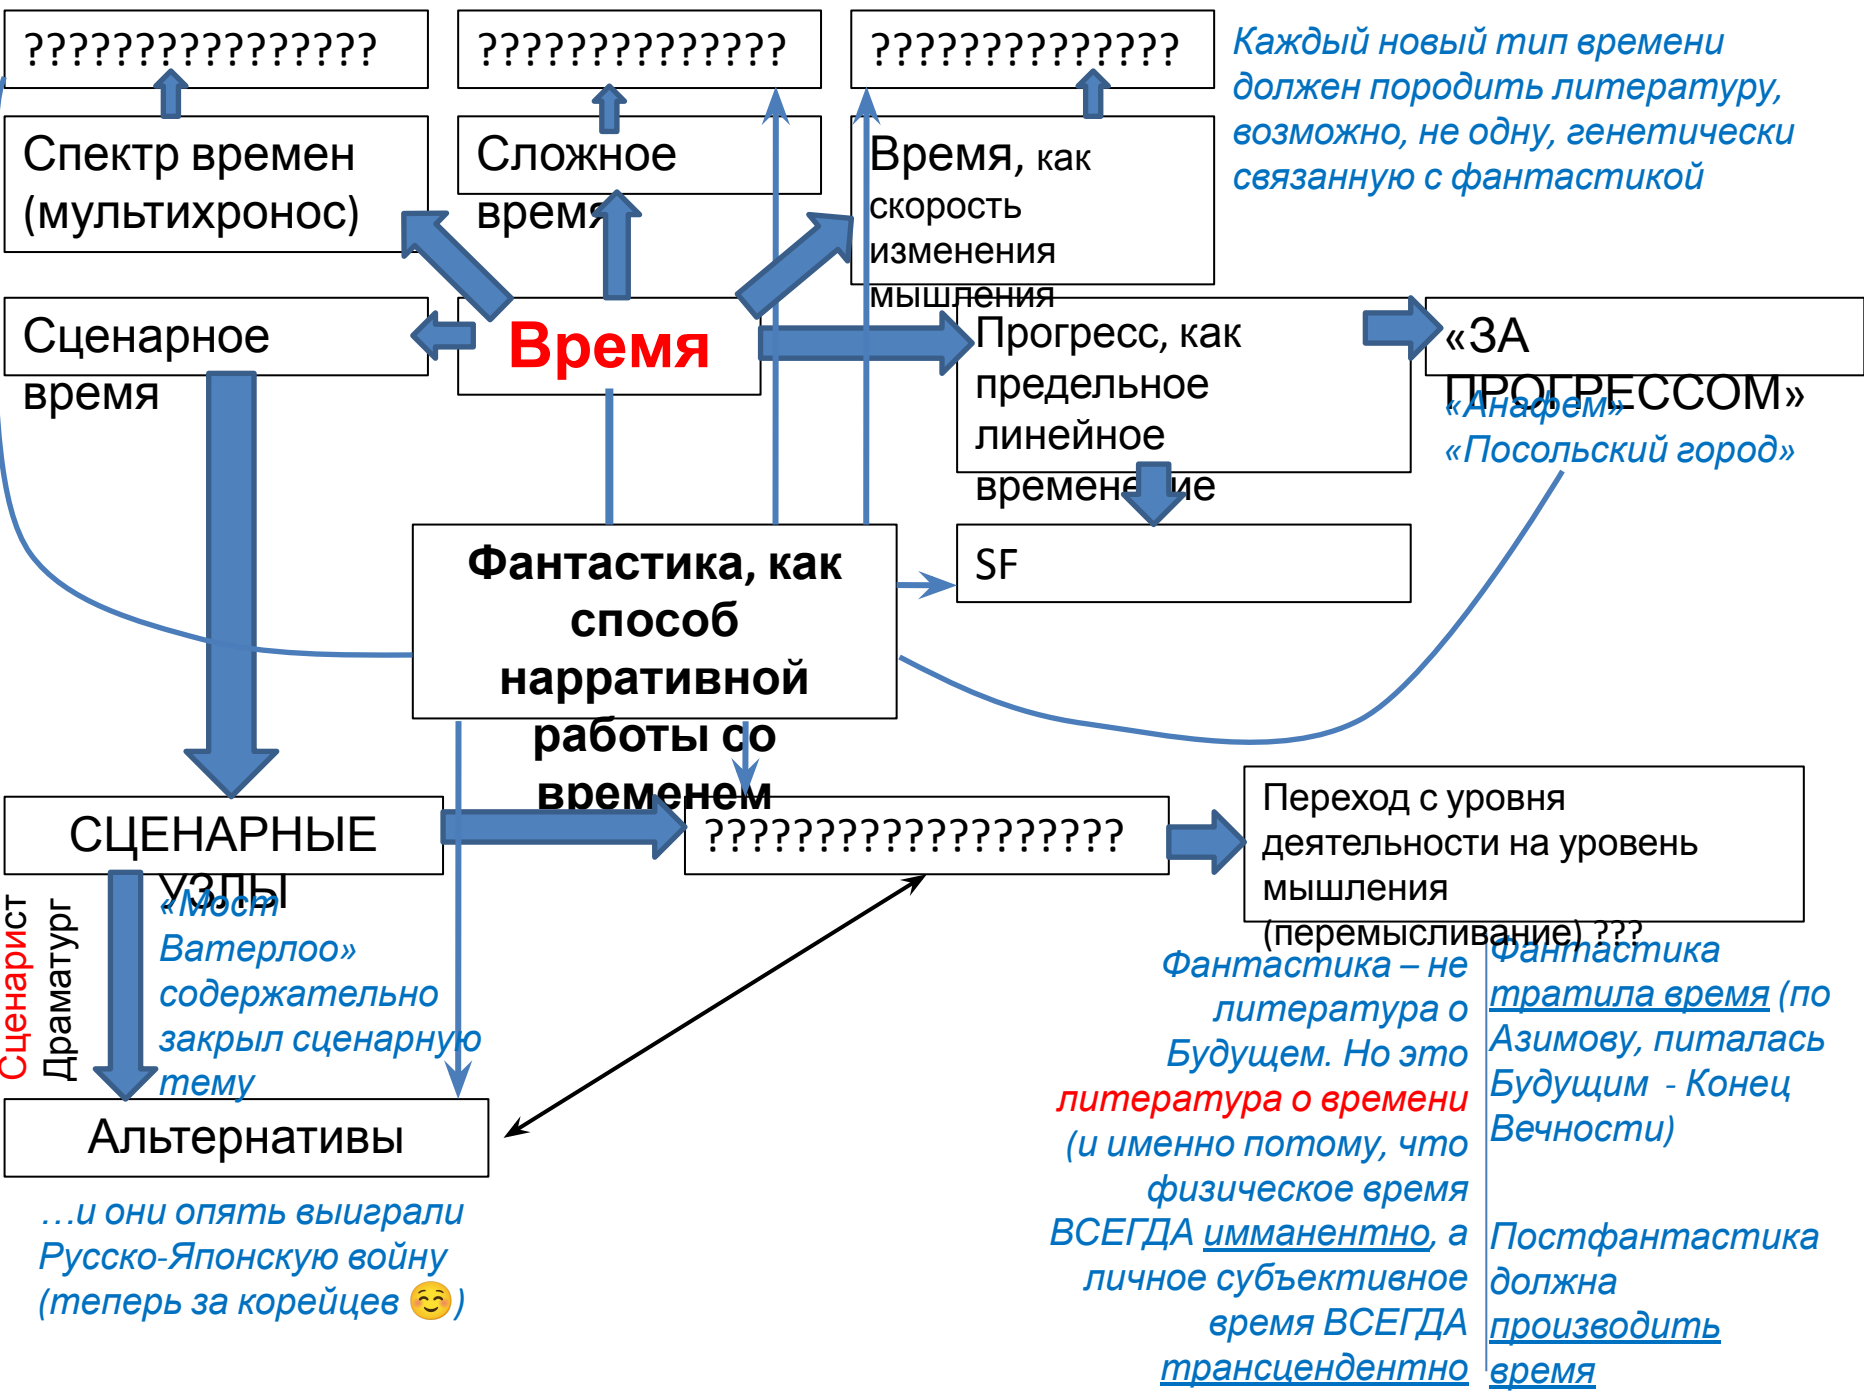 ???????????????
?????????????
?????????????
Каждый новый тип времени
должен породить литературу,
возможно, не одну, генетически
связанную с фантастикой
Спектр времен
(мультихронос)
Сложное
время
Время, как
скорость
изменения
мышления
Сценарное
время
Время
Прогресс, как
предельное
линейное
временение
«ЗА
ПРОГРЕССОМ»
«Анафем»
«Посольский город»
SF
Фантастика, как
способ
нарративной
работы со
временем
СЦЕНАРНЫЕ
УЗЛЫ
???????????????????
Переход с уровня
деятельности на уровень
мышления
(перемысливание) ???
Сценарист
Драматург
«Мост
Ватерлоо»
содержательно
закрыл сценарную
тему
Альтернативы
…и они опять выиграли
Русско-Японскую войну
(теперь за корейцев ☺)
Фантастика – не
литература о
Будущем. Но это
литература о времени
(и именно потому, что
физическое время
ВСЕГДА имманентно, а
личное субъективное
время ВСЕГДА
трансцендентно
Фантастика
тратила время (по
Азимову, питалась
Будущим - Конец
Вечности)
Постфантастика
должна
производить
время